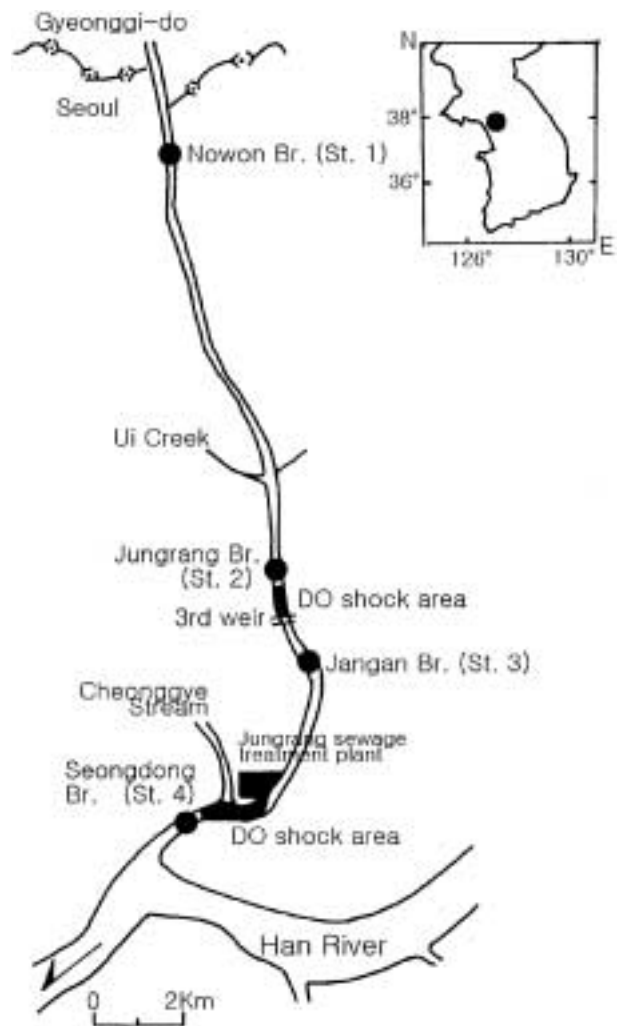 Gyeonggi-do
Seoul
Nowon Br. (St. 1)
N
38°
36°
126°
130°
E
Ui Creek
Jungrang Br.
(St. 2)
DO shock area
3rd weir
Jangan Br. (St. 3)
Cheonggye
Stream
Jungrang sewage
treatment plant
Seongdong
Br. (St. 4)
DO shock area
Han River
0 2Km